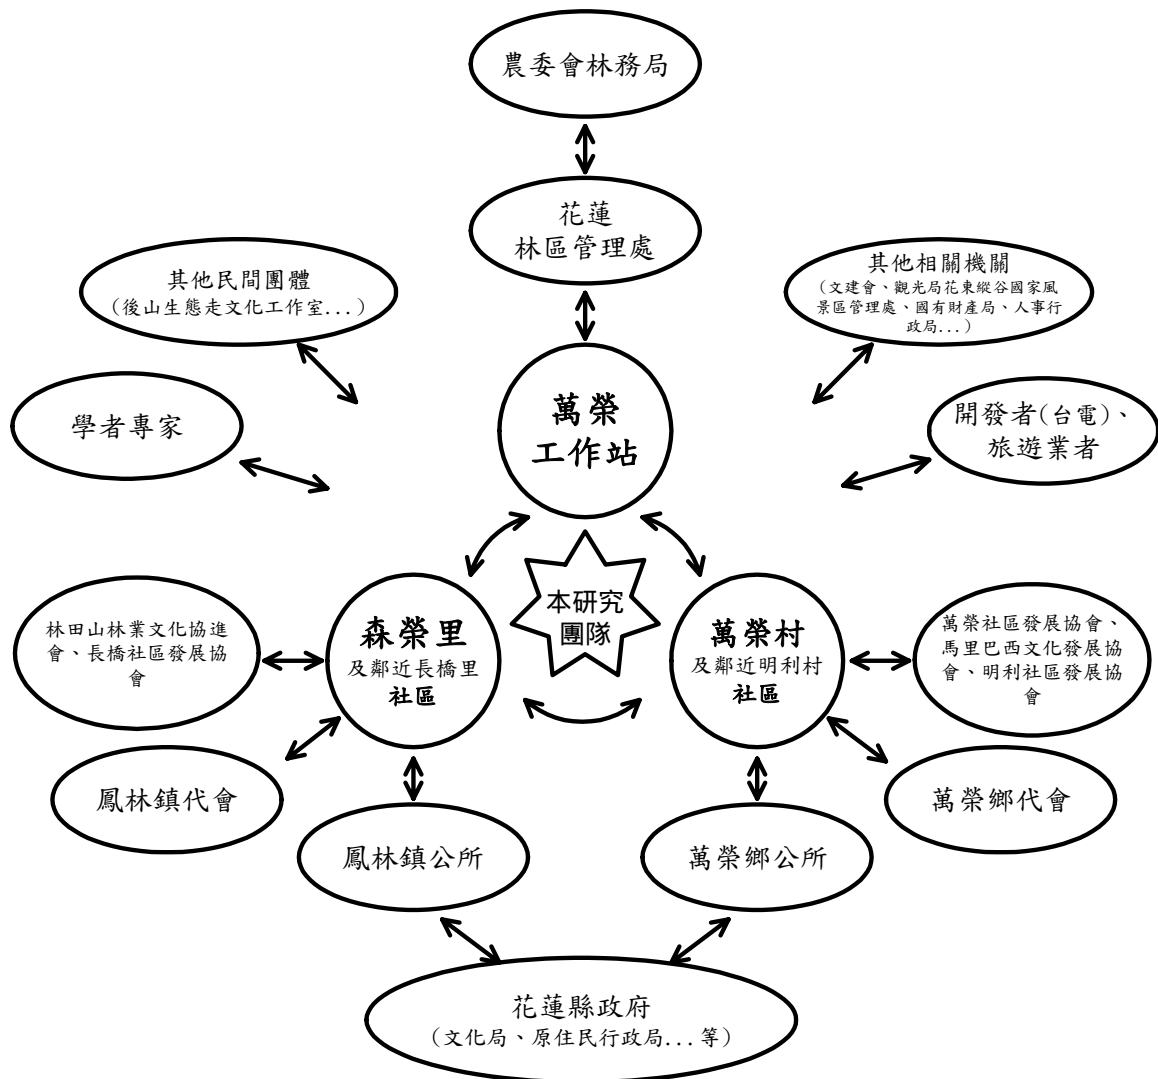 農委會林務局
花蓮
林區管理處
其他民間團體
(後山生態走文化工作室...)
其他相關機關
(文建會、觀光局花東縱谷國家風
景區管理處、國有財產局、人事行
政局...)
學者專家
萬榮
工作站
開發者(台電)、
旅遊業者
本研究
團隊
林田山林業文化協進
會、長橋社區發展協
會
森榮里
及鄰近長橋里
社區
萬榮村
及鄰近明利村
社區
萬榮社區發展協會、
馬里巴西文化發展協
會、明利社區發展協
會
鳳林鎮代會
萬榮鄉代會
鳳林鎮公所
萬榮鄉公所
花蓮縣政府
(文化局、原住民行政局...等)